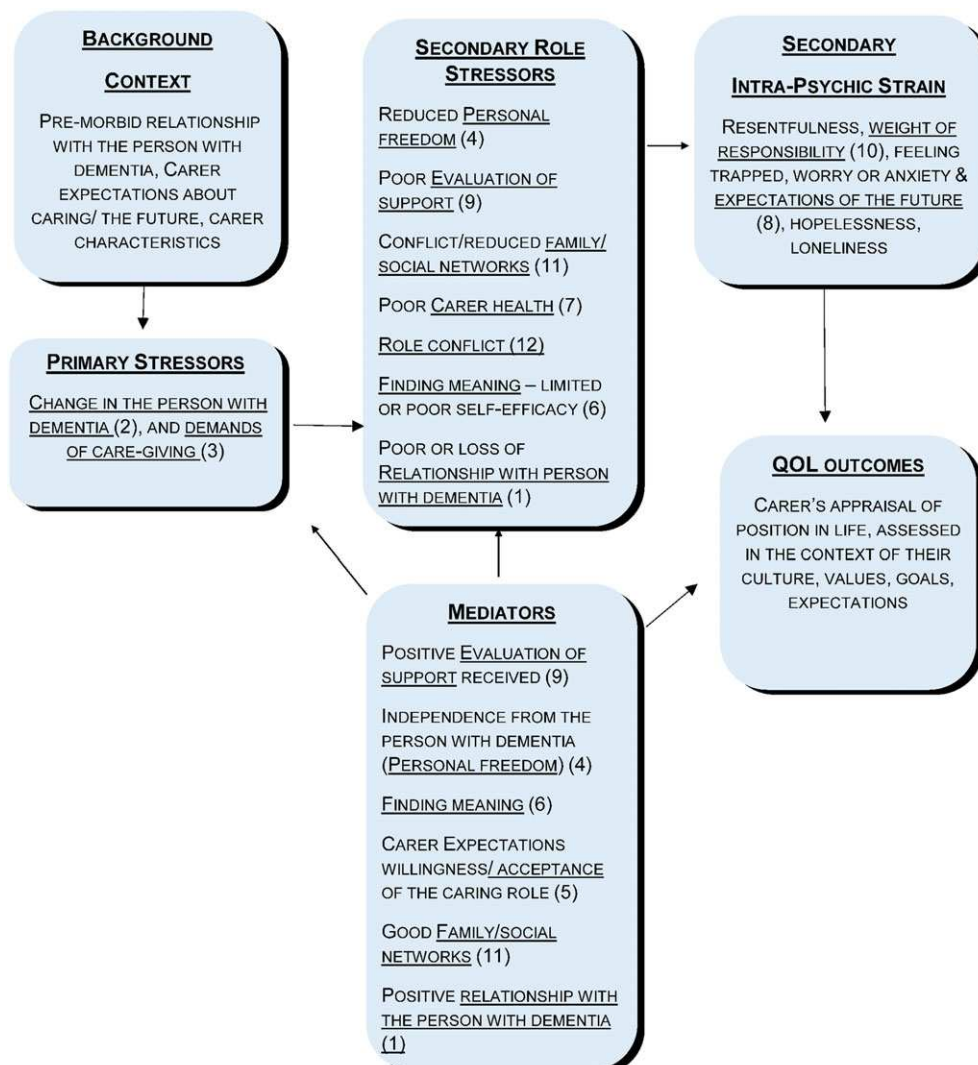 BACKGROUND
CONTEXT
PRE-MORBID RELATIONSHIP
WITH THE PERSON WITH
DEMENTIA, CARER
EXPECTATIONS ABOUT
CARING/ THE FUTURE, CARER
CHARACTERISTICS
PRIMARY STRESSORS
CHANGE IN THE PERSON WITH
DEMENTIA (2), AND DEMANDS
OF CARE-GIVING (3)
SECONDARY ROLE
STRESSORS
REDUCED PERSONAL
FREEDOM (4)
POOR EVALUATION OF
SUPPORT (9)
CONFLICT/REDUCED FAMILY/
SOCIAL NETWORKS (11)
POOR CARER HEALTH (7)
ROLE CONFLICT (12)
FINDING MEANING – LIMITED
OR POOR SELF-EFFICACY (6)
POOR OR LOSS OF
RELATIONSHIP WITH PERSON
WITH DEMENTIA (1)
SECONDARY
INTRA-PSYCHIC STRAIN
RESENTFULNESS, WEIGHT OF
RESPONSIBILITY (10), FEELING
TRAPPED, WORRY OR ANXIETY &
EXPECTATIONS OF THE FUTURE
(8), HOPELESSNESS,
LONELINESS
QOL OUTCOMES
CARER'S APPRAISAL OF
POSITION IN LIFE, ASSESSED
IN THE CONTEXT OF THEIR
CULTURE, VALUES, GOALS,
EXPECTATIONS
MEDIATORS
POSITIVE EVALUATION OF
SUPPORT RECEIVED (9)
INDEPENDENCE FROM THE
PERSON WITH DEMENTIA
(PERSONAL FREEDOM) (4)
FINDING MEANING (6)
CARER EXPECTATIONS
WILLINGNESS/ ACCEPTANCE
OF THE CARING ROLE (5)
GOOD FAMILY/SOCIAL
NETWORKS (11)
POSITIVE RELATIONSHIP WITH
THE PERSON WITH DEMENTIA
(1)